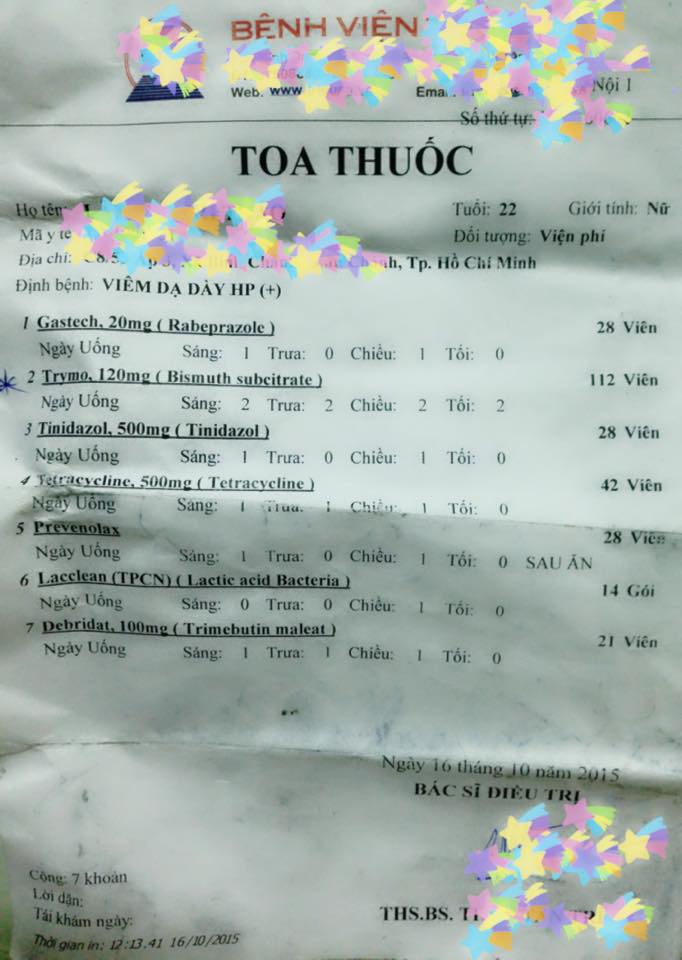 BỆNH VIỆN
Web. www
Ema
Nội 1
Số thứ tự:
TOA THUỐC
Họ tên:
Tuổi: 22 Giới tính: Nữ
Mã y tế
Đối tượng: Viện phí
Địa chỉ: Tp. Hồ Chí Minh
Định bệnh: VIÊM DẠ DÀY HP (+)
1 Gastech, 20mg ( Rabeprazole ) 28 Viên
Ngày Uống Sáng: 1 Trưa: 0 Chiều: 1 Tối: 0
2 Trymo, 120mg ( Bismuth subcitrate ) 112 Viên
Ngày Uống Sáng: 2 Trưa: 2 Chiều: 2 Tối: 2
3 Tinidazol, 500mg ( Tinidazol ) 28 Viên
Ngày Uống Sáng: 1 Trưa: 0 Chiều: 1 Tối: 0
4 Tetracycline, 500mg ( Tetracycline ) 42 Viên
Ngày Uống Sáng: 1 Trưa: 1 Chiều: 1 Tối: 0
5 Prevenolax 28 Viên
Ngày Uống Sáng: 1 Trưa: 0 Chiều: 1 Tối: 0 SAU ĂN
6 Lacclean (TPCN) ( Lactic acid Bacteria ) 14 Gói
Ngày Uống Sáng: 0 Trưa: 0 Chiều: 1 Tối: 0
7 Debridat, 100mg ( Trimebutin maleat ) 21 Viên
Ngày Uống Sáng: 1 Trưa: 1 Chiều: 1 Tối: 0
Ngày 16 tháng 10 năm 2015
BÁC SĨ ĐIỀU TRỊ
Cộng: 7 khoản
Lời dặn:
Tái khám ngày:
THS.BS.
Thời gian in: 12:13:41 16/10/2015